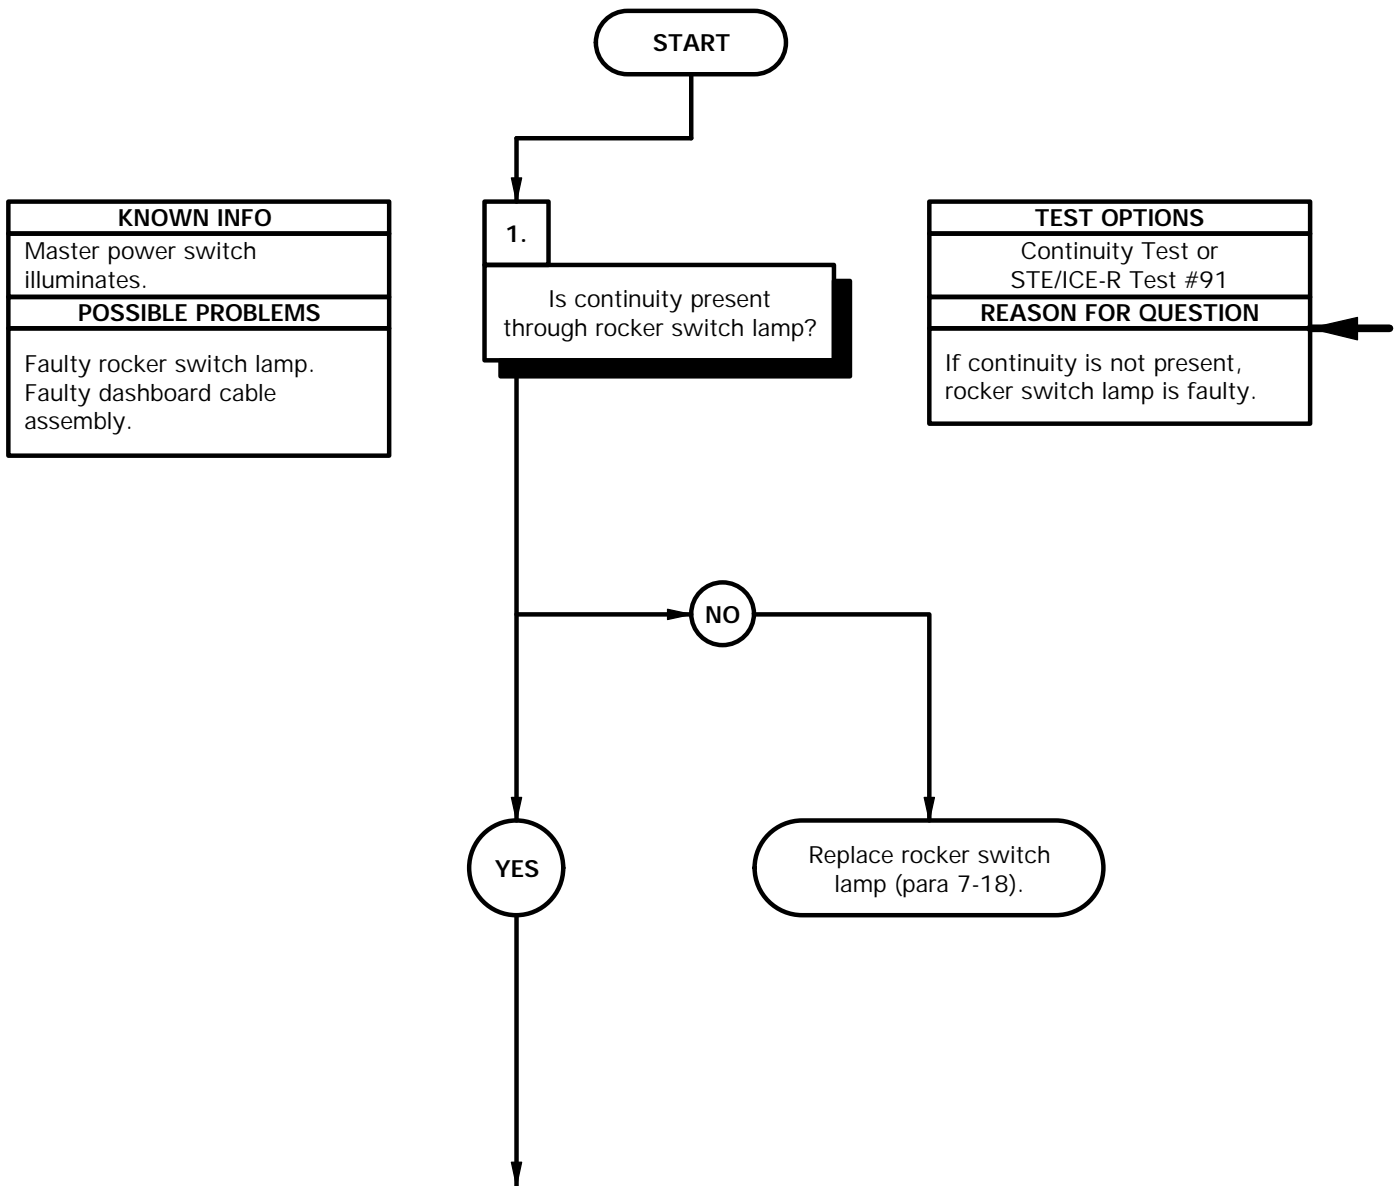 START
KNOWN INFO
Master power switch
illuminates.
POSSIBLE PROBLEMS
Faulty rocker switch lamp.
Faulty dashboard cable
assembly.
1.
Is continuity present
through rocker switch lamp?
TEST OPTIONS
Continuity Test or
STE/ICE-R Test #91
REASON FOR QUESTION
If continuity is not present,
rocker switch lamp is faulty.
NO
YES
Replace rocker switch
lamp (para 7-18).